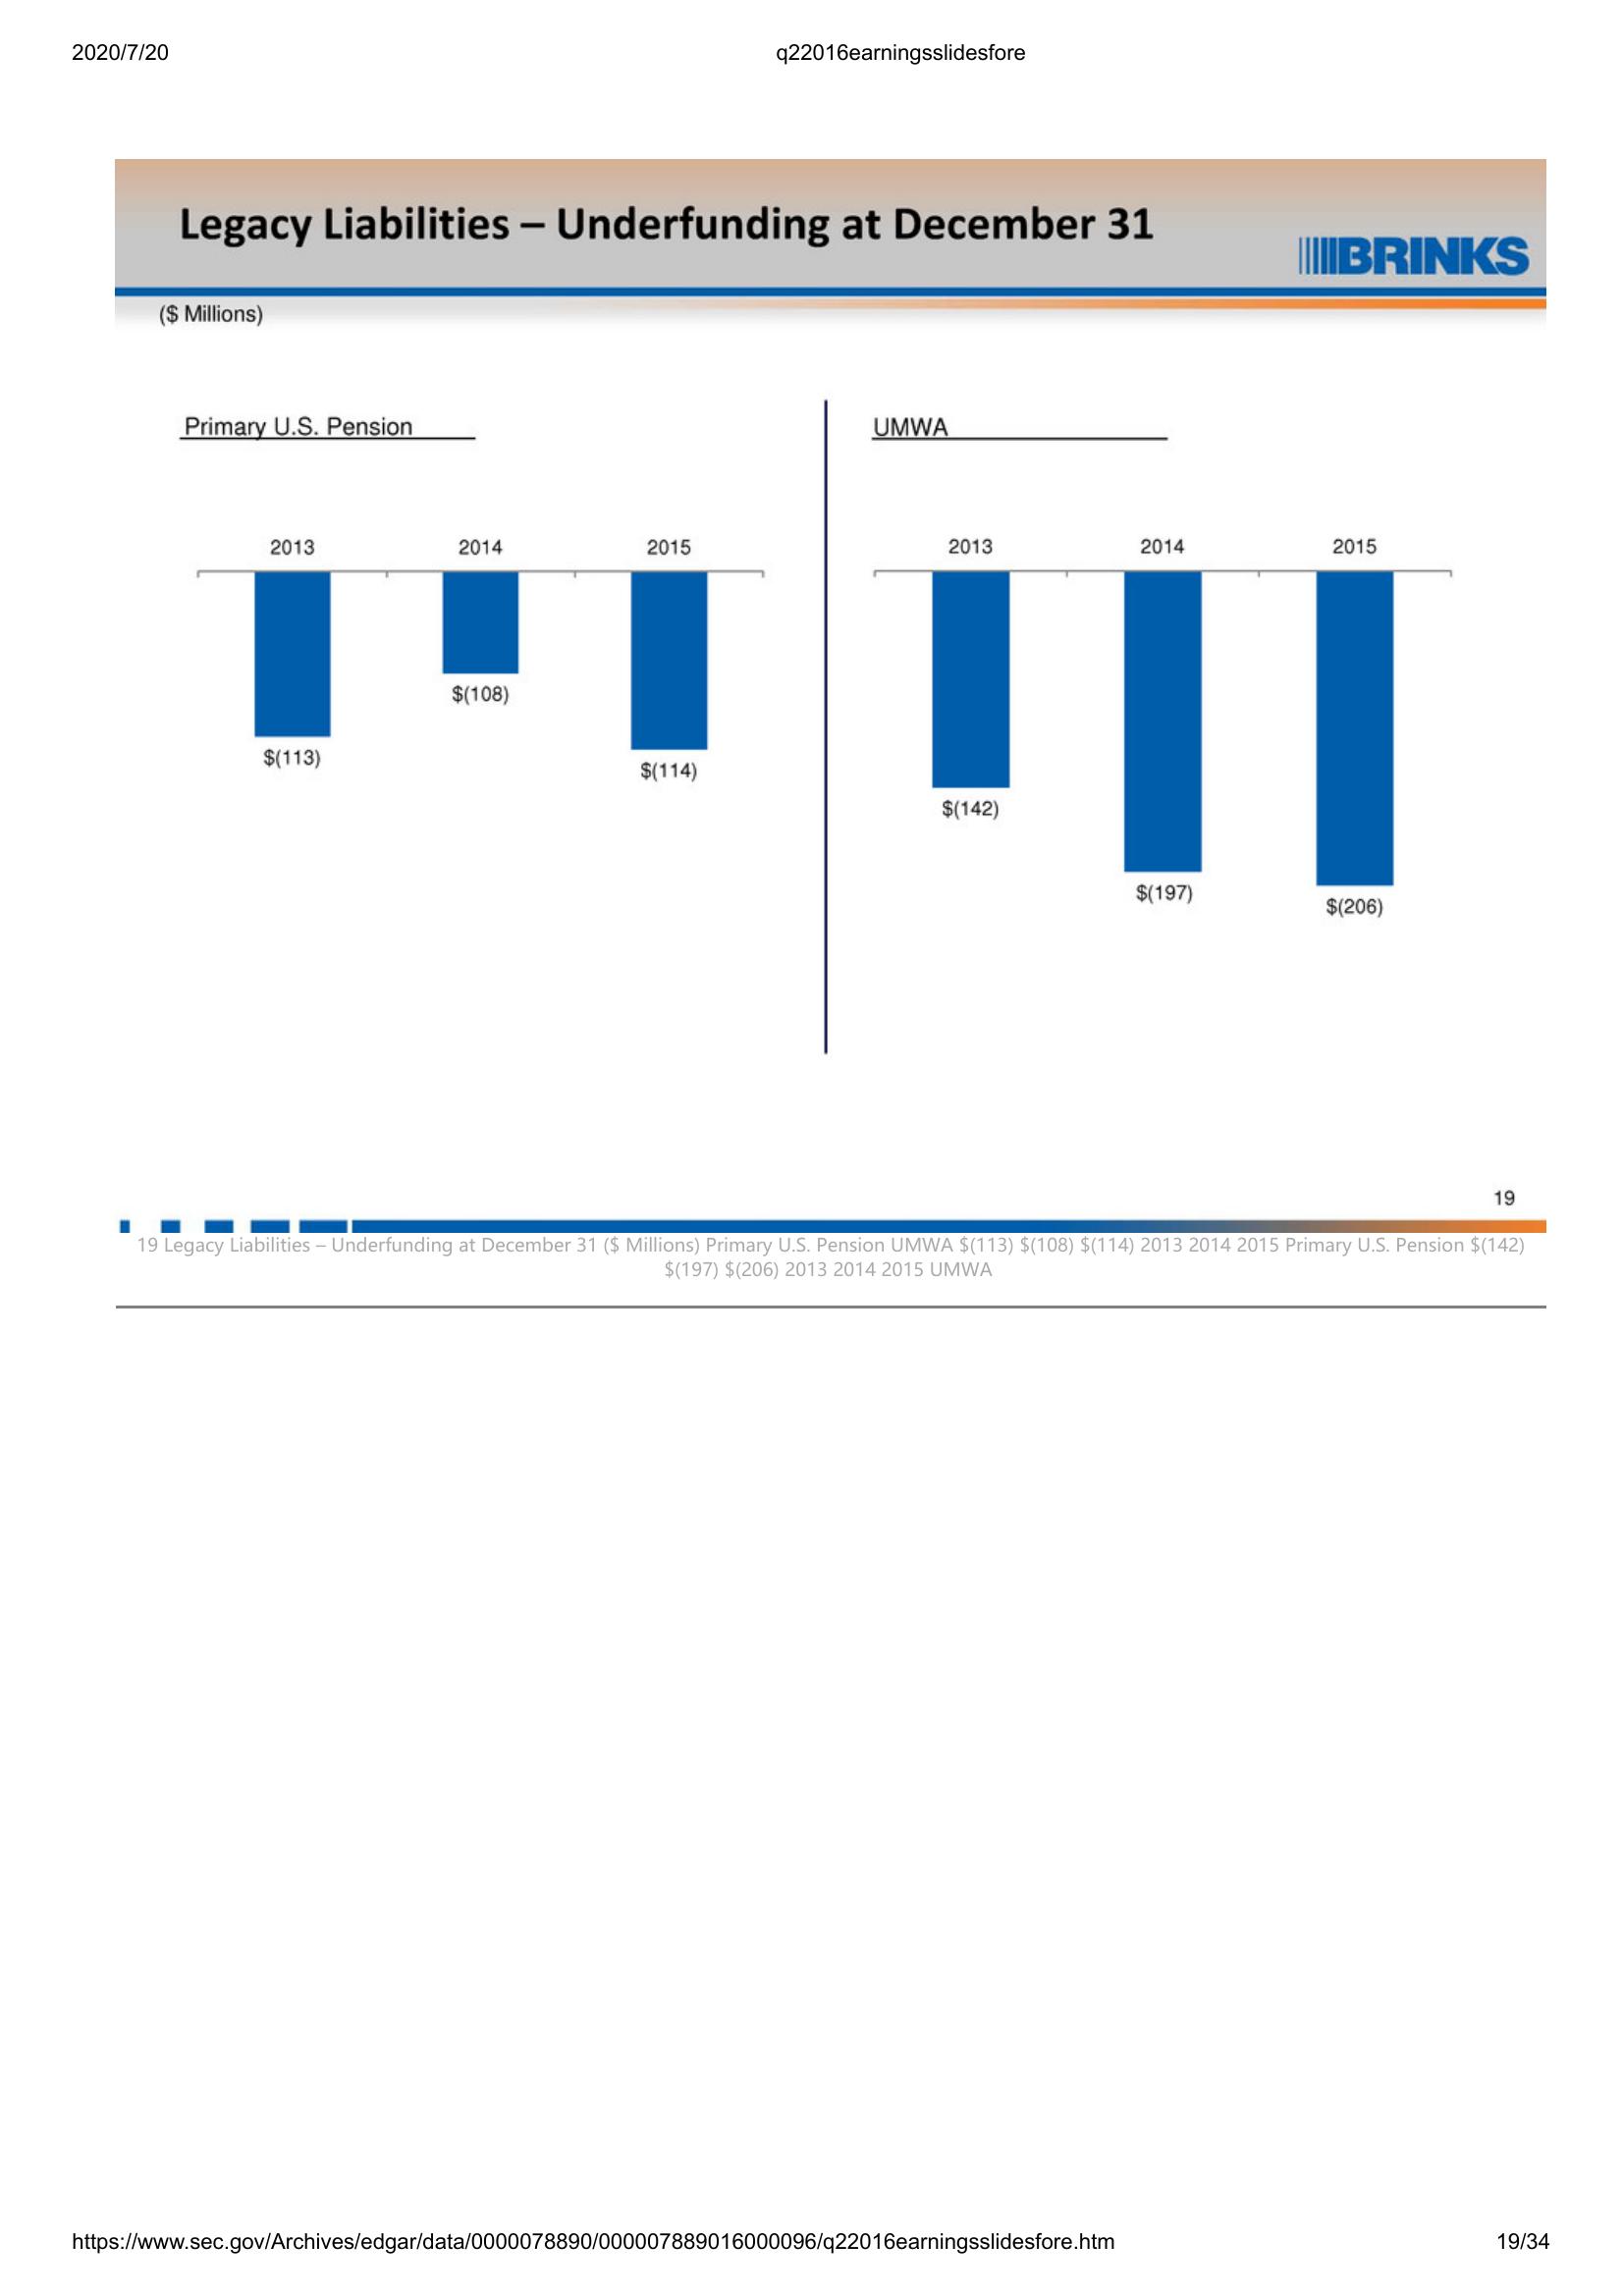 2020/7/20 q22016earningsslidesfore
Legacy Liabilities – Underfunding at December 31
BRINKS
($ Millions)
Primary U.S. Pension
2013 2014 2015
$(108)
$(113)
$(114)
UMWA
2013 2014 2015
$(142)
$(197)
$(206)
19
19 Legacy Liabilities – Underfunding at December 31 ($ Millions) Primary U.S. Pension UMWA $(113) $(108) $(114) 2013 2014 2015 Primary U.S. Pension $(142)
$(197) $(206) 2013 2014 2015 UMWA
https://www.sec.gov/Archives/edgar/data/0000078890/000007889016000096/q22016earningsslidesfore.htm 19/34